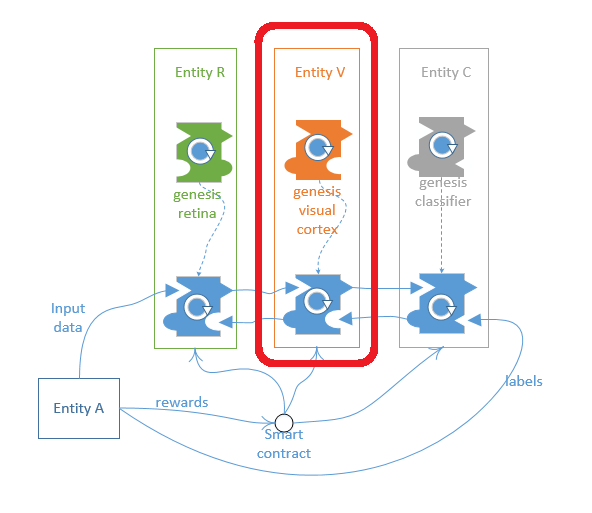 Entity R
Entity V
Entity C
genesis
retina
genesis
visual
cortex
genesis
classifier
Input
data
Entity A
rewards
Smart
contract
labels